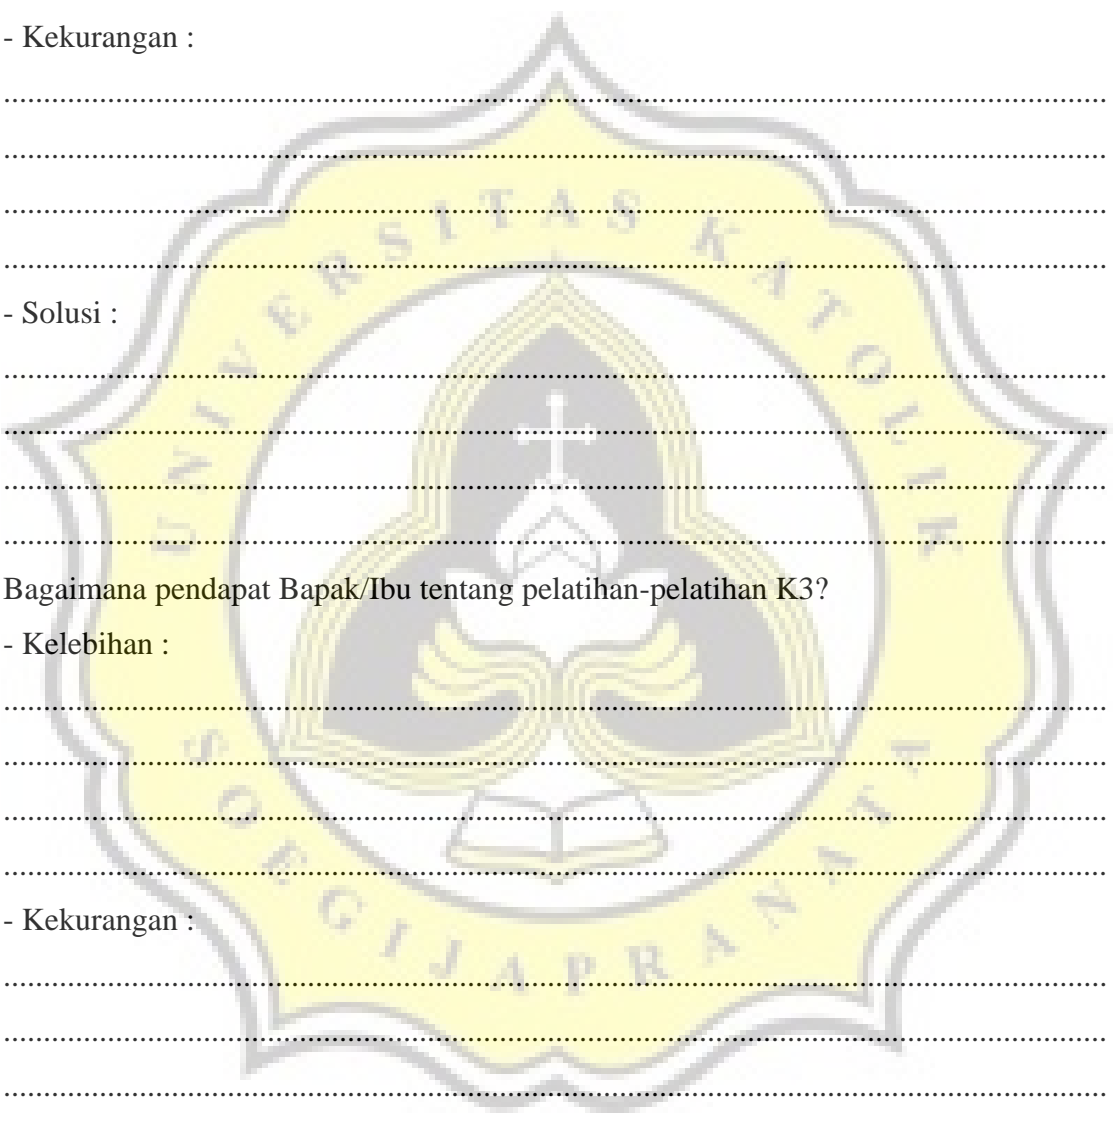 - Kekurangan :
................................................................................
................................................................................
................................................................................
................................................................................
- Solusi :
................................................................................
................................................................................
................................................................................
................................................................................
Bagaimana pendapat Bapak/Ibu tentang pelatihan-pelatihan K3?
- Kelebihan :
................................................................................
................................................................................
................................................................................
................................................................................
- Kekurangan :
................................................................................
................................................................................
................................................................................
UNIVERSITAS KATOLIK
SOEGIJAPRANATA